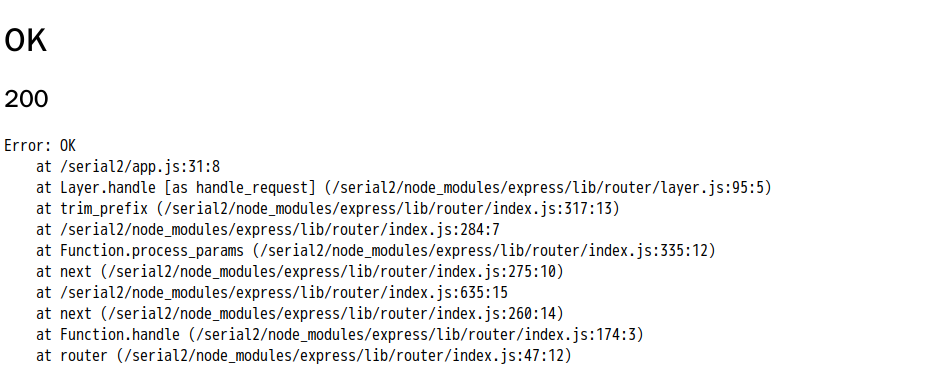 OK
200
Error: OK
at /serial2/app.js:31:8
at Layer.handle [as handle_request] (/serial2/node_modules/express/lib/router/layer.js:95:5)
at trim_prefix (/serial2/node_modules/express/lib/router/index.js:317:13)
at /serial2/node_modules/express/lib/router/index.js:284:7
at Function.process_params (/serial2/node_modules/express/lib/router/index.js:335:12)
at next (/serial2/node_modules/express/lib/router/index.js:275:10)
at /serial2/node_modules/express/lib/router/index.js:635:15
at next (/serial2/node_modules/express/lib/router/index.js:260:14)
at Function.handle (/serial2/node_modules/express/lib/router/index.js:174:3)
at router (/serial2/node_modules/express/lib/router/index.js:47:12)